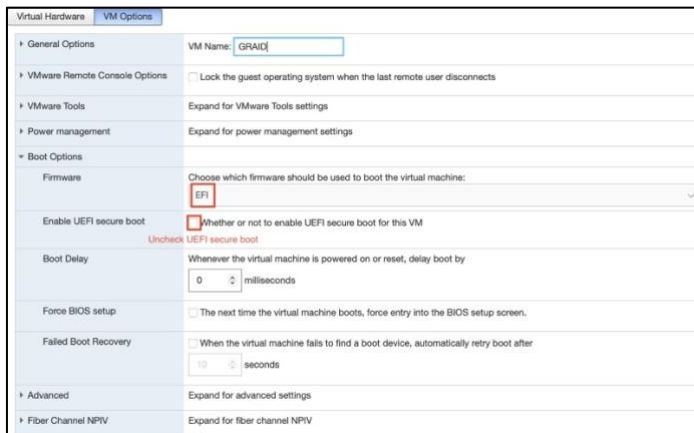 Virtual Hardware VM Options
General Options VM Name: GRAID
VMware Remote Console Options Lock the guest operating system when the last remote user disconnects
VMware Tools Expand for VMware Tools settings
Power management Expand for power management settings
Boot Options
Firmware Choose which firmware should be used to boot the virtual machine:
EFI
Enable UEFI secure boot Whether or not to enable UEFI secure boot for this VM
Uncheck UEFI secure boot
Boot Delay Whenever the virtual machine is powered on or reset, delay boot by
0 milliseconds
Force BIOS setup The next time the virtual machine boots, force entry into the BIOS setup screen.
Failed Boot Recovery When the virtual machine fails to find a boot device, automatically retry boot after
10 seconds
Advanced Expand for advanced settings
Fiber Channel NPIV Expand for fiber channel NPIV